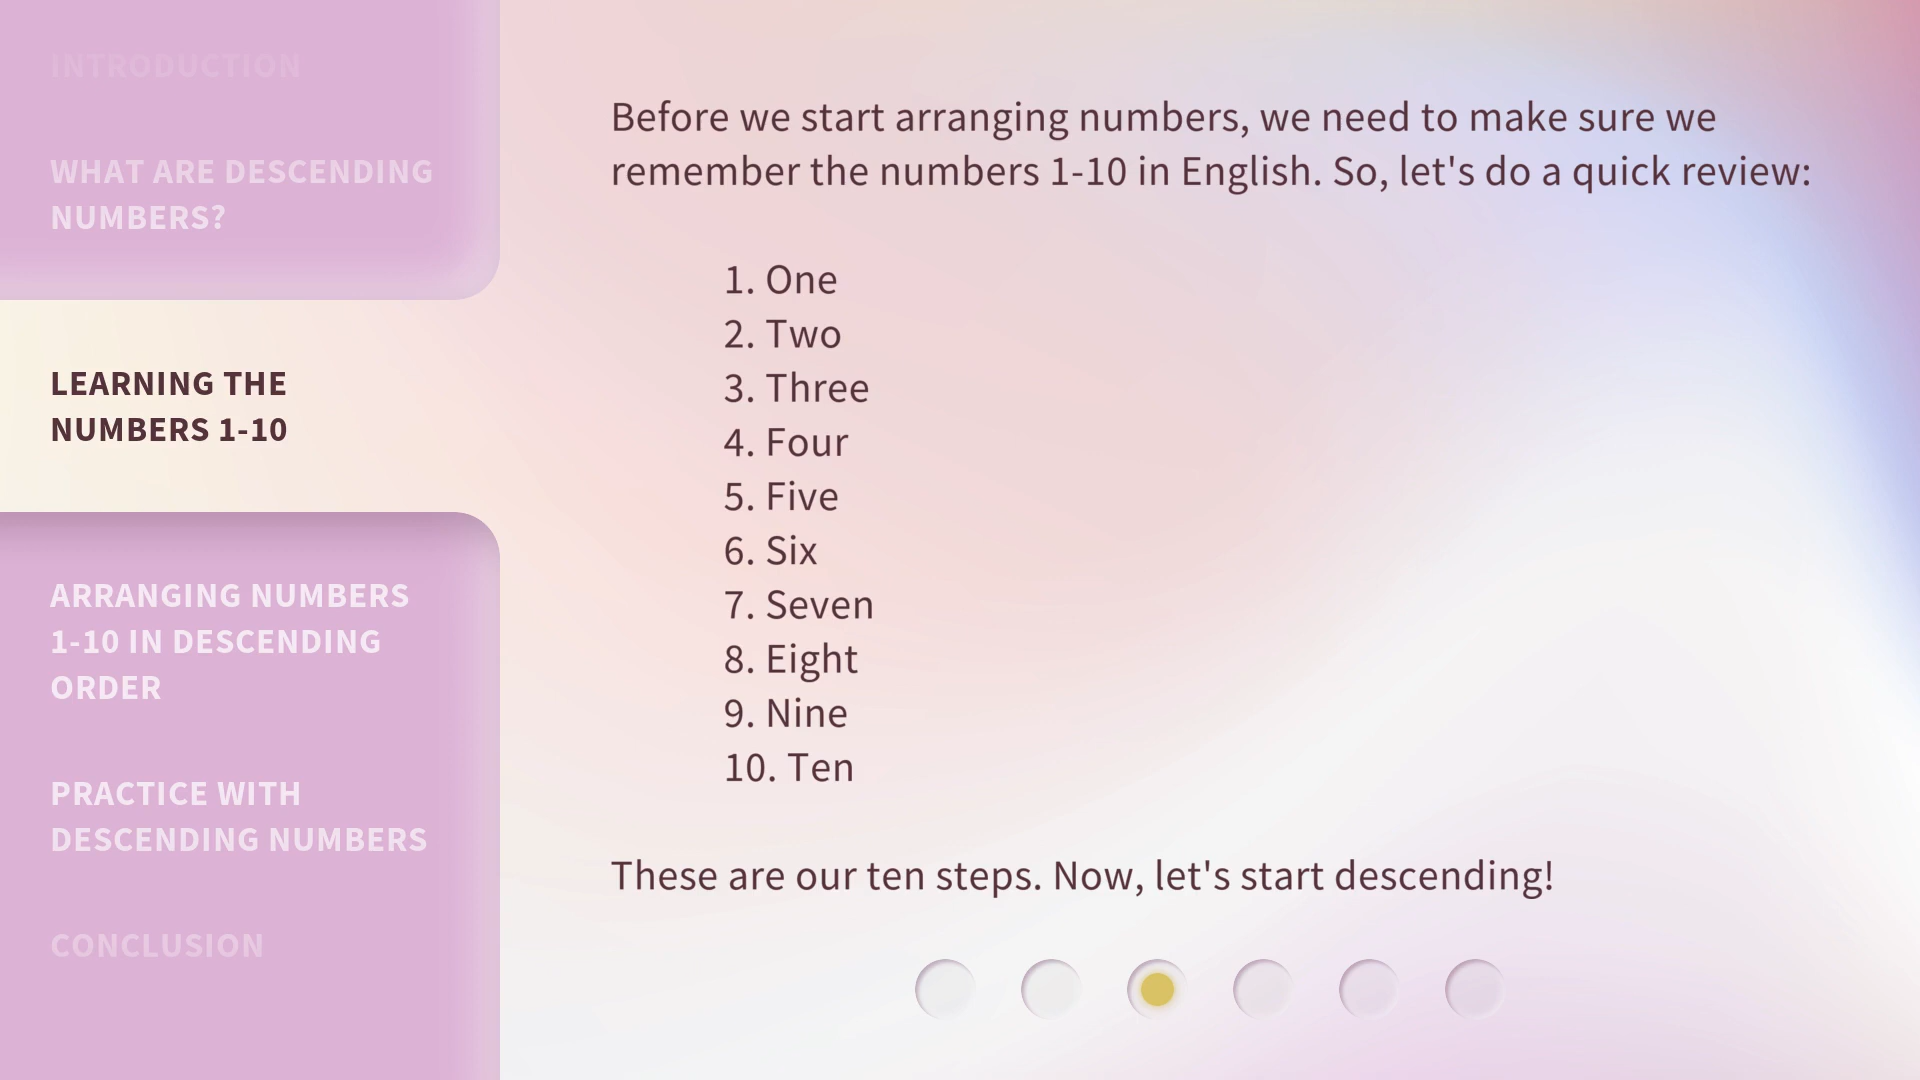 INTRODUCTION
WHAT ARE DESCENDING
NUMBERS?
LEARNING THE
NUMBERS 1-10
ARRANGING NUMBERS
1-10 IN DESCENDING
ORDER
PRACTICE WITH
DESCENDING NUMBERS
CONCLUSION
Before we start arranging numbers, we need to make sure we
remember the numbers 1-10 in English. So, let's do a quick review:
1. One
2. Two
3. Three
4. Four
5. Five
6. Six
7. Seven
8. Eight
9. Nine
10. Ten
These are our ten steps. Now, let's start descending!